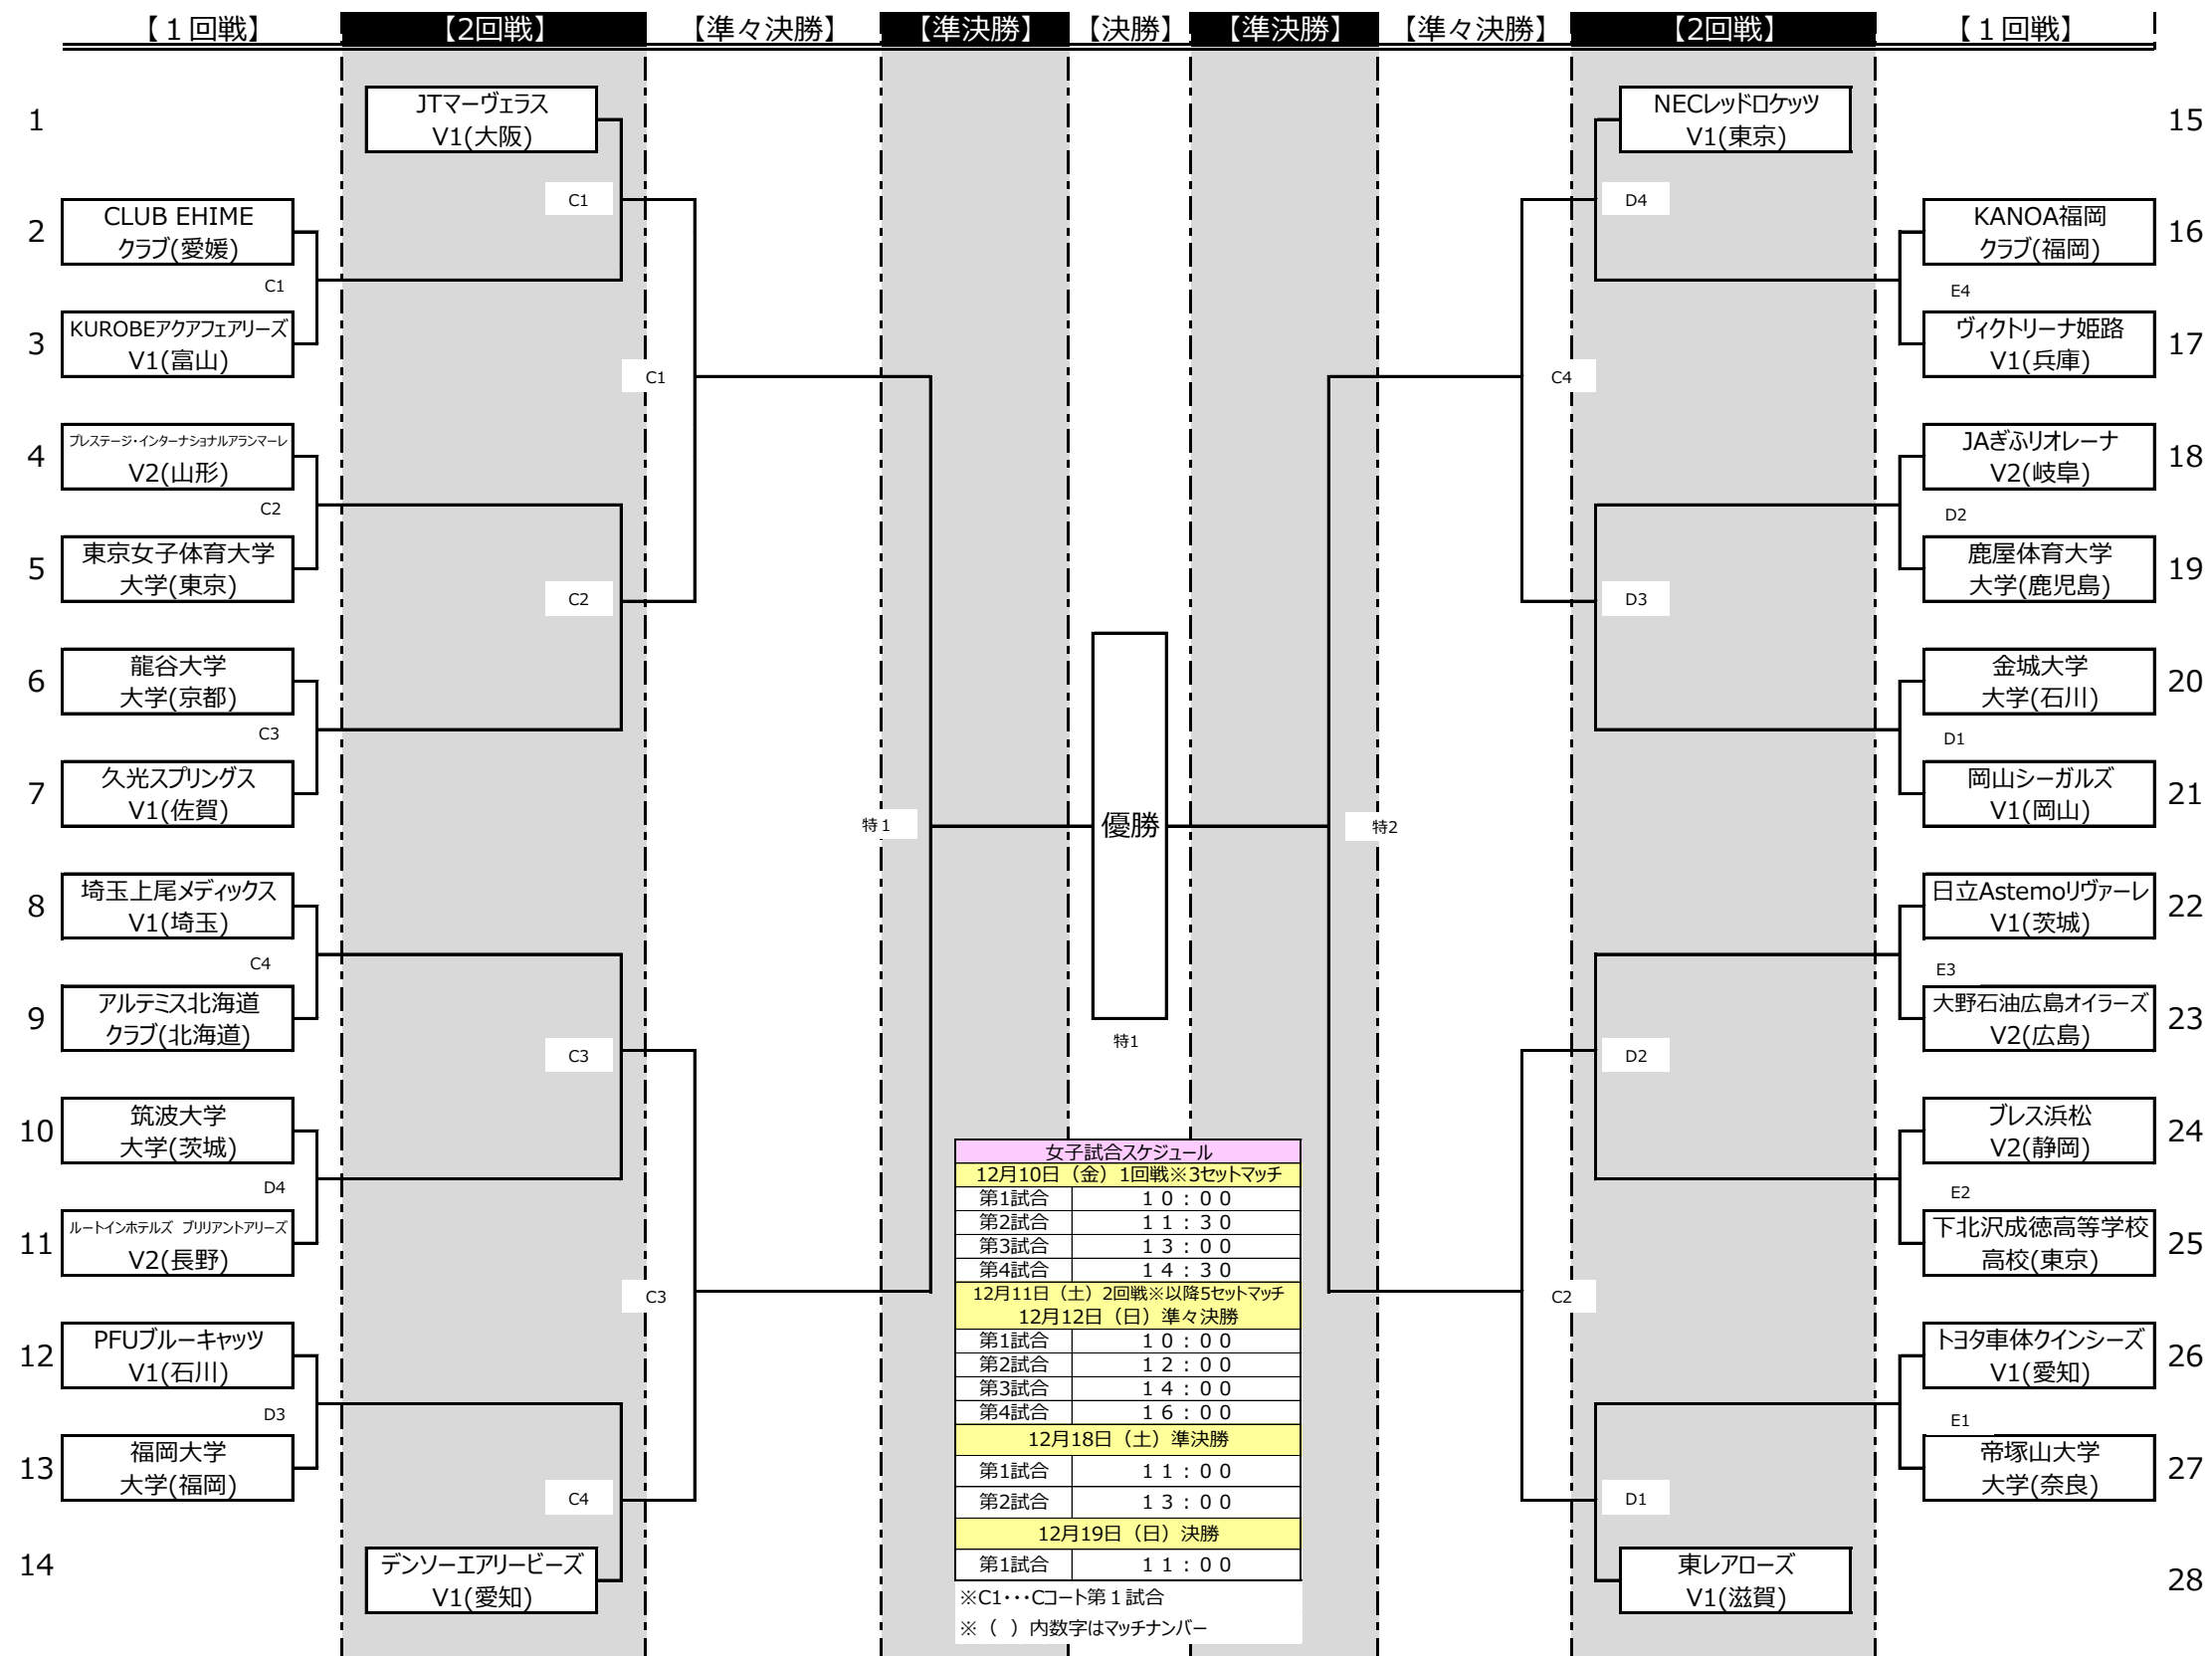 【１回戦】 【2回戦】 【準々決勝】 【準決勝】 【決勝】 【準決勝】 【準々決勝】 【2回戦】 【１回戦】
1
JTマーヴェラス
V1(大阪)
C1
2
CLUB EHIME
クラブ(愛媛)
C1
3
KUROBEアクアフェアリーズ
V1(富山)
C1
4
プレステージ・インターナショナルアランマーレ
V2(山形)
C2
5
東京女子体育大学
大学(東京)
C2
6
龍谷大学
大学(京都)
C3
7
久光スプリングス
V1(佐賀)
特１
8
埼玉上尾メディックス
V1(埼玉)
C4
9
アルテミス北海道
クラブ(北海道)
C3
10
筑波大学
大学(茨城)
D4
11
ルートインホテルズ ブリリアントアリーズ
V2(長野)
C3
12
PFUブルーキャッツ
V1(石川)
D3
13
福岡大学
大学(福岡)
C4
14
デンソーエアリービーズ
V1(愛知)
優勝
特1
女子試合スケジュール
12月10日（金）1回戦※3セットマッチ
第1試合 １０：００
第2試合 １１：３０
第3試合 １３：００
第4試合 １４：３０
12月11日（土）2回戦※以降5セットマッチ
12月12日（日）準々決勝
第1試合 １０：００
第2試合 １２：００
第3試合 １４：００
第4試合 １６：００
12月18日（土）準決勝
第1試合 １１：００
第2試合 １３：００
12月19日（日）決勝
第1試合 １１：００
※C1･･･Cコート第１試合
※（ ）内数字はマッチナンバー
NECレッドロケッツ
V1(東京)
15
D4
KANOA福岡
クラブ(福岡)
16
E4
ヴィクトリーナ姫路
V1(兵庫)
17
C4
JAぎふリオレーナ
V2(岐阜)
18
D2
鹿屋体育大学
大学(鹿児島)
19
D3
金城大学
大学(石川)
20
D1
岡山シーガルズ
V1(岡山)
21
特2
日立Astemoリヴァーレ
V1(茨城)
22
E3
大野石油広島オイラーズ
V2(広島)
23
D2
ブレス浜松
V2(静岡)
24
E2
下北沢成徳高等学校
高校(東京)
25
C2
トヨタ車体クインシーズ
V1(愛知)
26
E1
帝塚山大学
大学(奈良)
27
D1
東レアローズ
V1(滋賀)
28